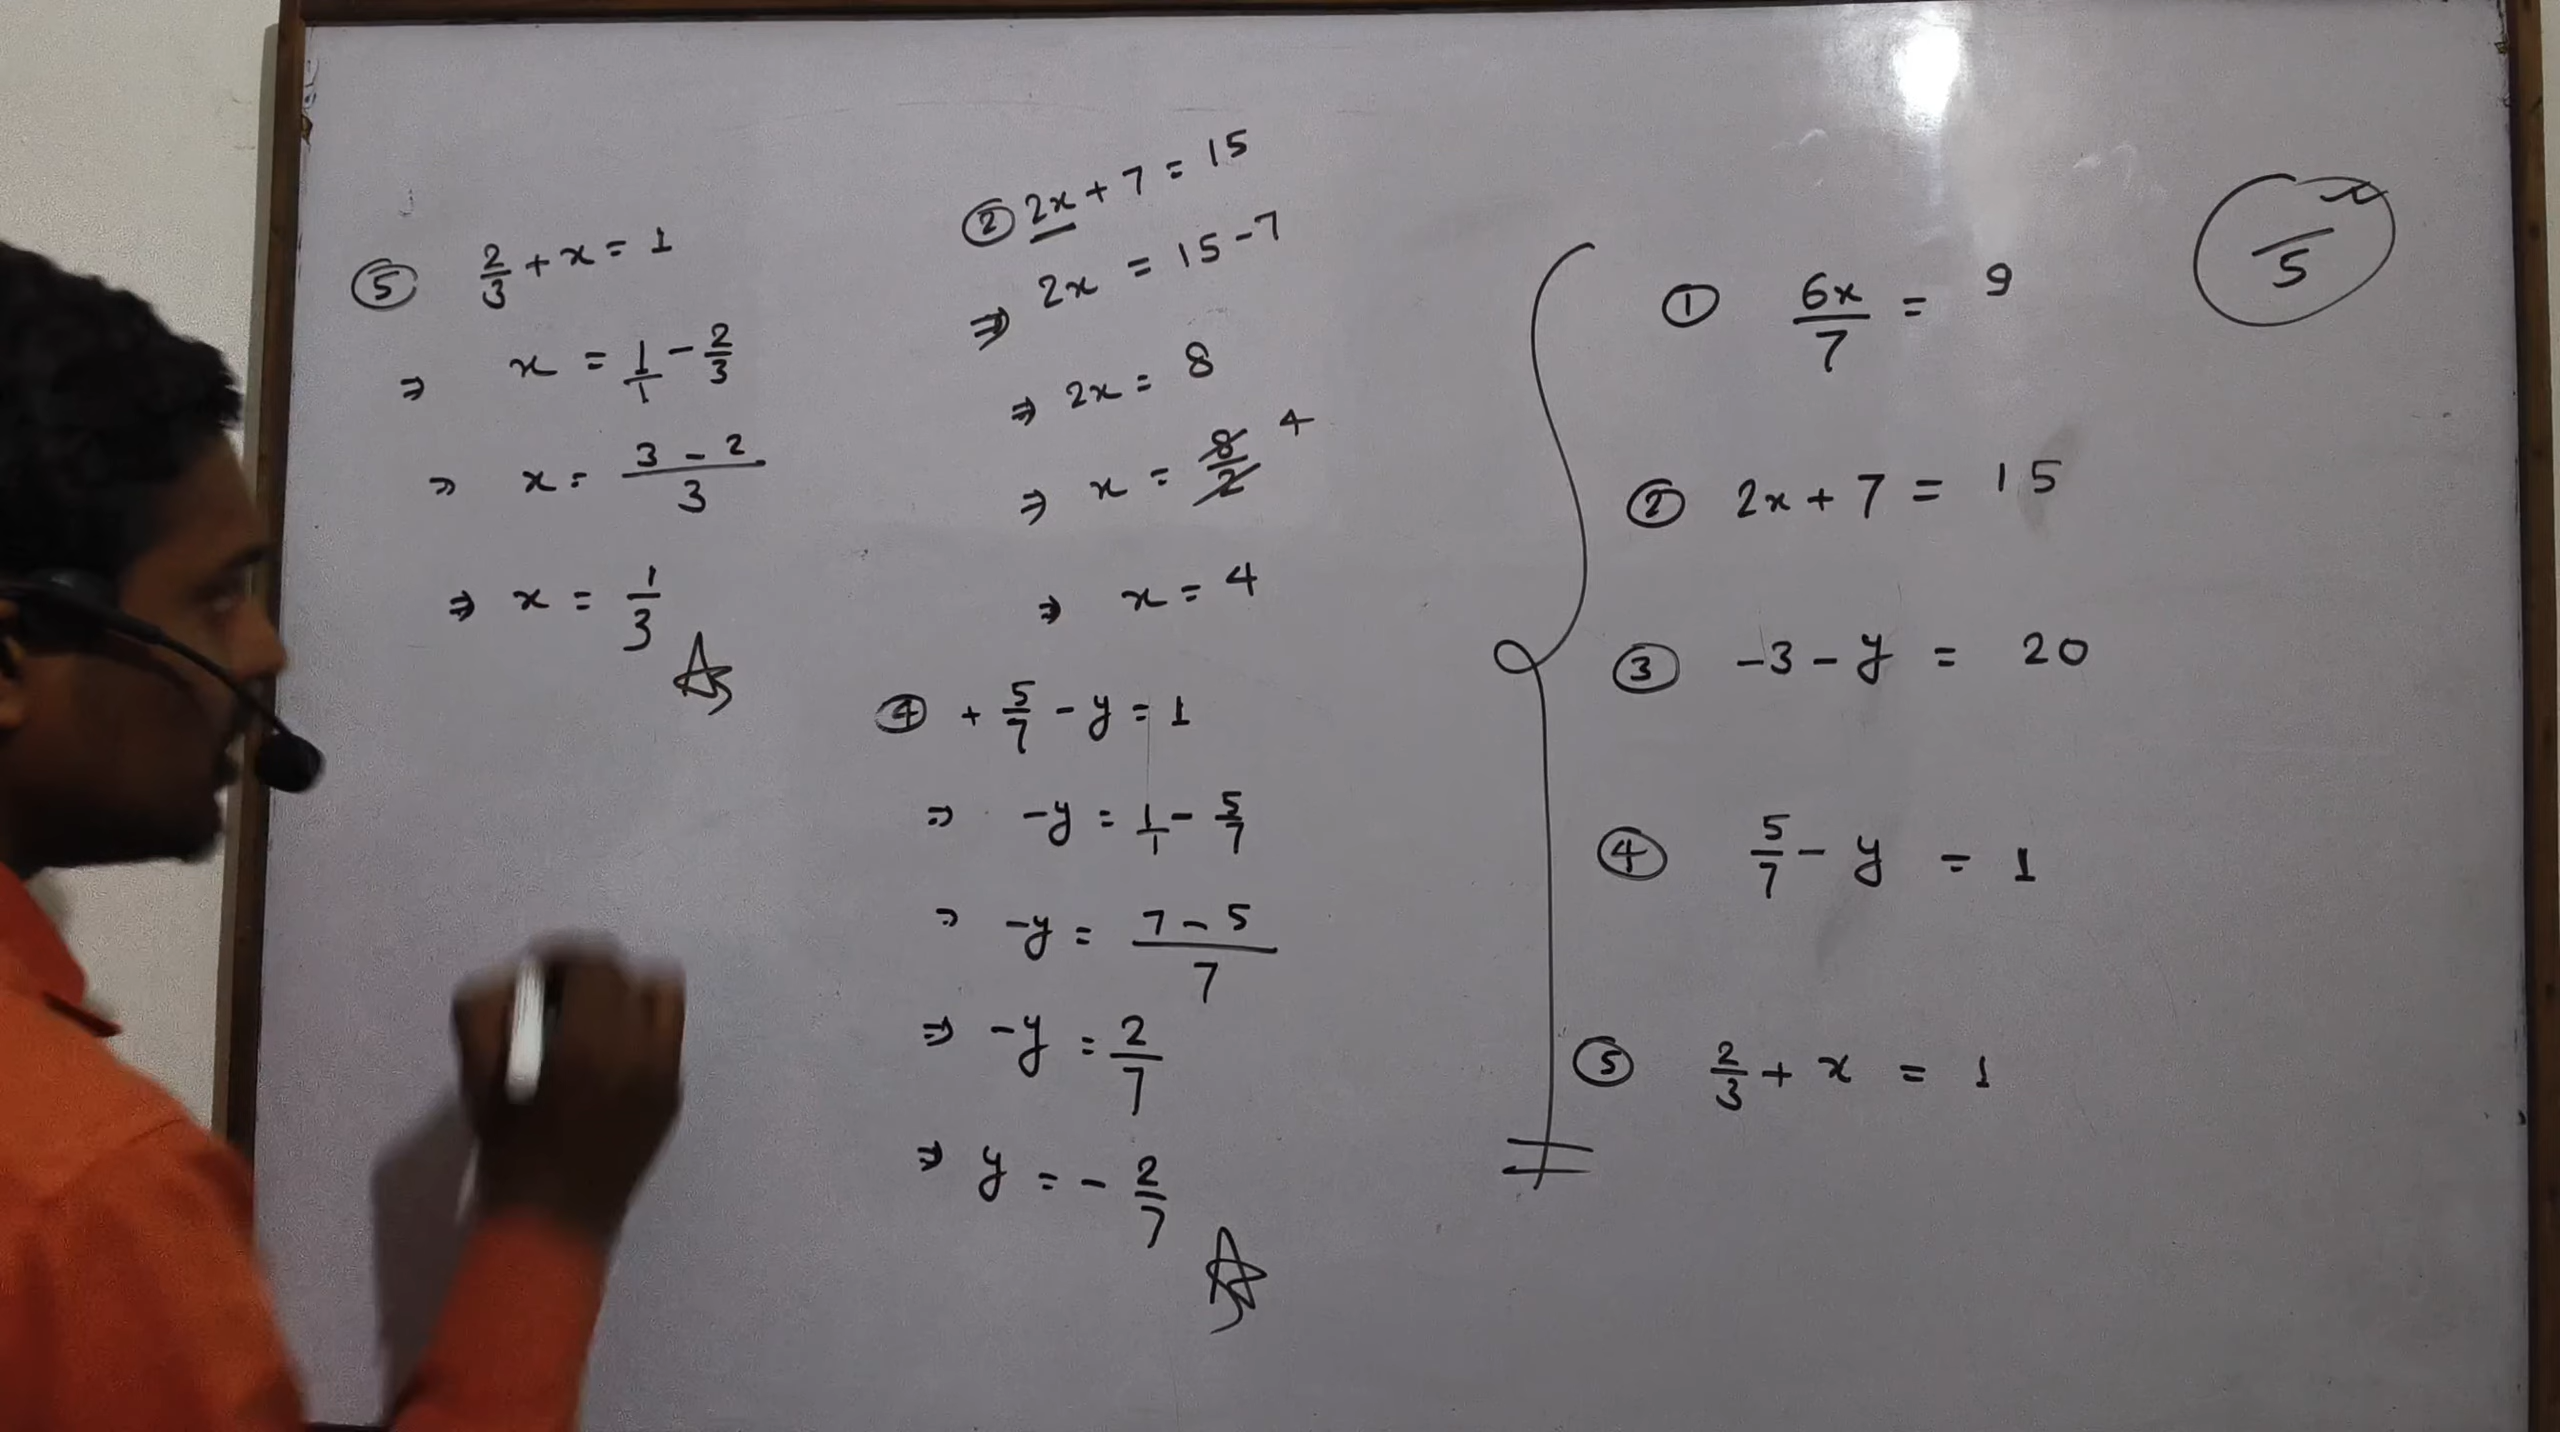 ⑤ 2/3 + x = 1
⇒ x = 1/1 - 2/3
⇒ x = 3 - 2/3
⇒ x = 1/3
② 2x + 7 = 15
⇒ 2x = 15 - 7
⇒ 2x = 8
⇒ x = 8/2 4
⇒ x = 4
④ + 5/7 - y = 1
⇒ -y = 1/1 - 5/7
⇒ -y = 7 - 5/7
⇒ -y = 2/7
⇒ y = - 2/7
① 6x/7 = 9
② 2x + 7 = 15
③ -3 - y = 20
④ 5/7 - y = 1
⑤ 2/3 + x = 1
x/5